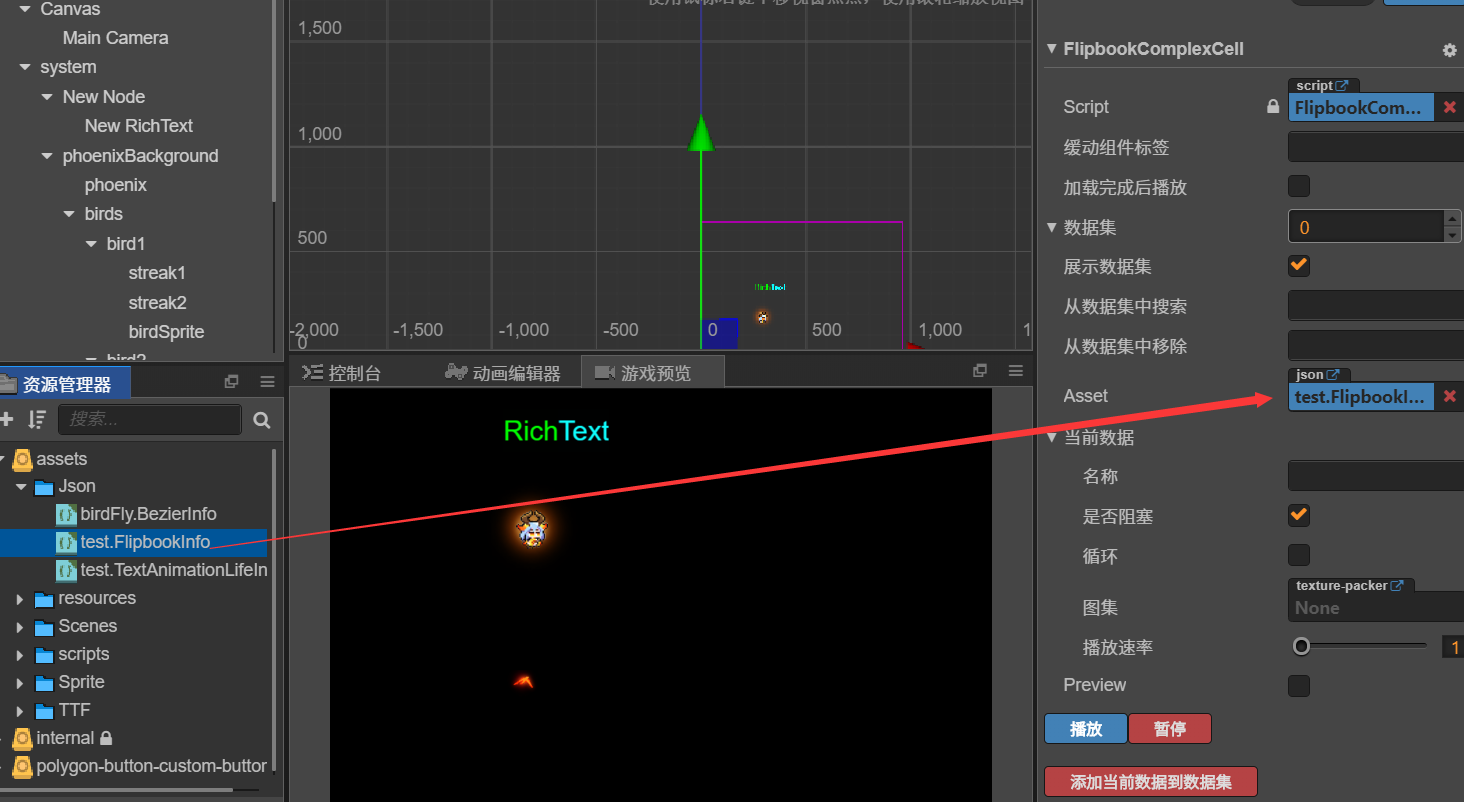 Canvas
Main Camera
system
New Node
New RichText
phoenixBackground
phoenix
birds
bird1
streak1
streak2
birdSprite
bird2
资源管理器
搜索...
assets
Json
birdFly.BezierInfo
test.FlipbookInfo
test.TextAnimationLifeIn
resources
Scenes
scripts
Sprite
TTF
internal
polygon-button-custom-buttor
1,500
1,000
500
-2,000
-1,500
-1,000
-500
0
500
1,000
1
0
控制台
动画编辑器
游戏预览
RichText
RichText
FlipbookComplexCell
script
Script
FlipbookCom...
缓动组件标签
加载完成后播放
数据集
0
展示数据集
从数据集中搜索
从数据集中移除
json
Asset
test.FlipbookI...
当前数据
名称
是否阻塞
循环
texture-packer
图集
None
播放速率
1
Preview
播放
暂停
添加当前数据到数据集